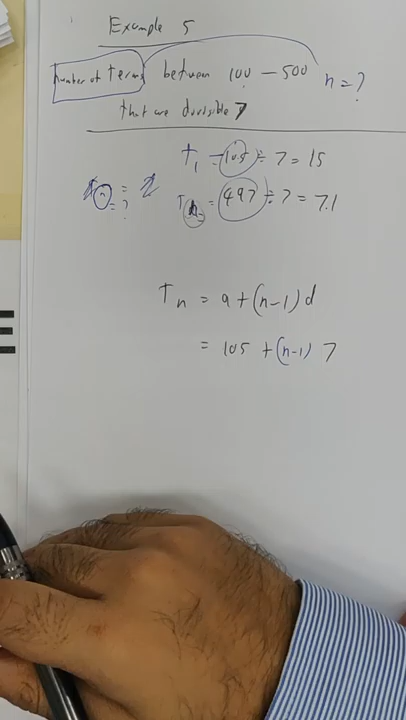 Example 5
number of terms between 100 - 500 n = ?
that are divisible 7
T1 = 105 ÷ 7 = 15
Tn = 497 ÷ 7 = 71
n = ?
Tn = a + (n-1) d
= 105 + (n-1) 7